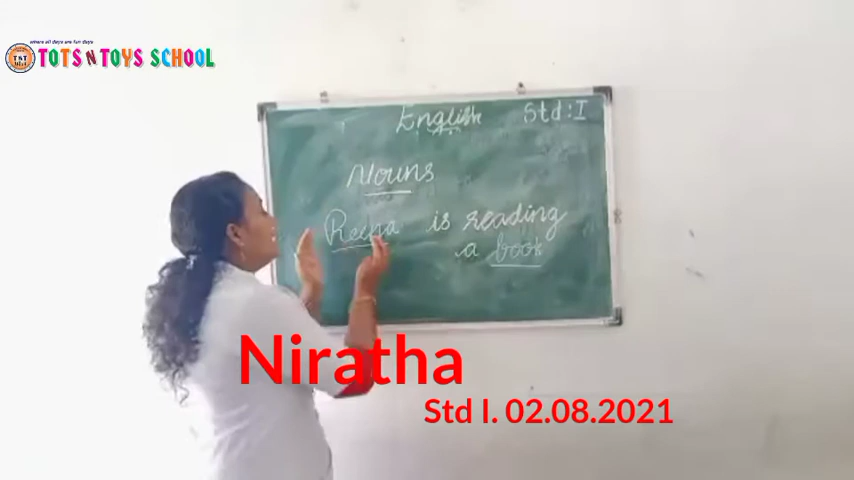 where all days are fun days
TOTS N TOYS SCHOOL
TNT
English Std:I
Nouns
Reena is reading
a book
Niratha
Std I. 02.08.2021